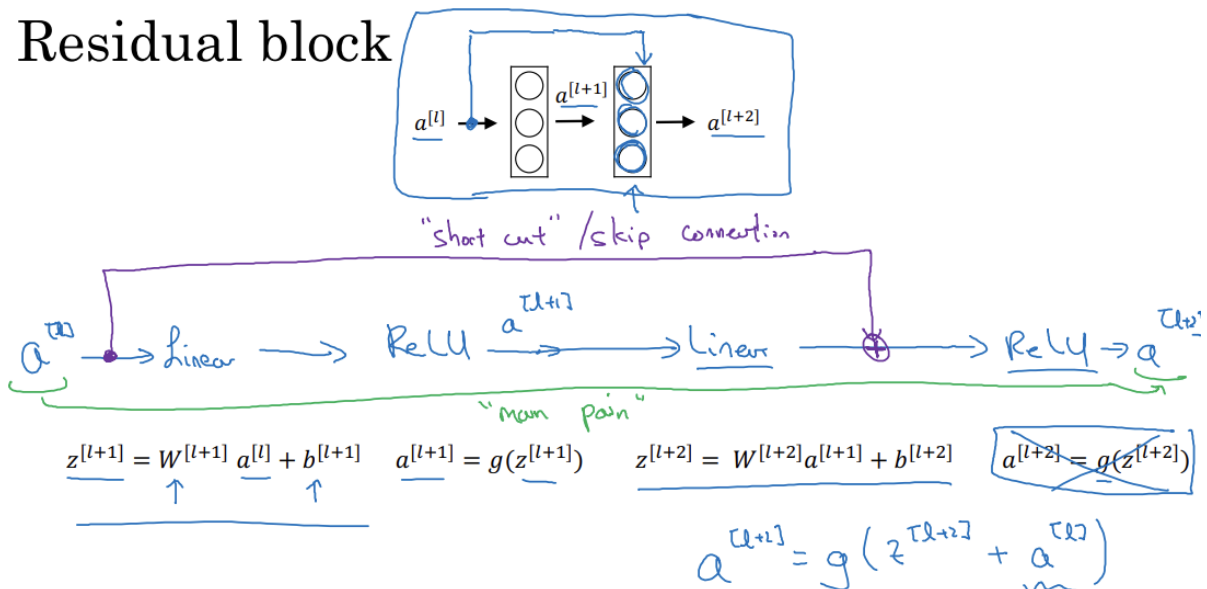 Residual block
a^[l] a^[l+1] a^[l+2]
"short cut" / skip connection
a^[l] → Linear → ReLU a^[l+1] → Linear → ReLU → a^[l+2]
"main path"
z^[l+1] = W^[l+1] a^[l] + b^[l+1] a^[l+1] = g(z^[l+1]) z^[l+2] = W^[l+2]a^[l+1] + b^[l+2] a^[l+2] = g(z^[l+2])
a^[l+2] = g(z^[l+2] + a^[l])